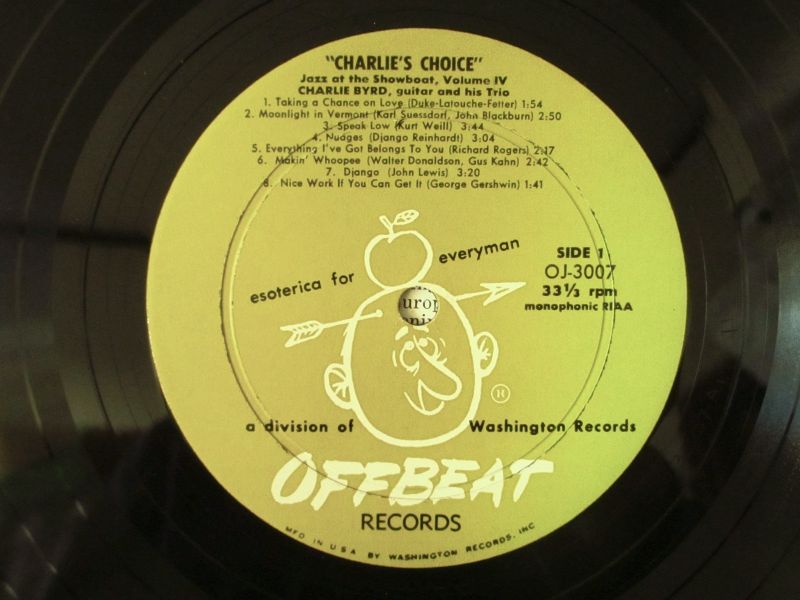 "CHARLIE'S CHOICE"
Jazz at the Showboat, Volume IV
CHARLIE BYRD, guitar and his Trio
1. Taking a Chance on Love (Duke-Latouche-Fetter) 1:54
2. Moonlight in Vermont (Karl Suessdorf, John Blackburn) 2:50
3. Speak Low (Kurt Weill) 3:44
4. Nudges (Django Reinhardt) 3:04
5. Everything I've Got Belongs To You (Richard Rogers) 2:17
6. Makin' Whoopee (Walter Donaldson, Gus Kahn) 2:42
7. Django (John Lewis) 3:20
8. Nice Work If You Can Get It (George Gershwin) 1:41
esoterica for everyman
SIDE 1
OJ-3007
33⅓ rpm
monophonic RIAA
®
a division of Washington Records
OFFBEAT
RECORDS
MFD IN U S A BY WASHINGTON RECORDS, INC